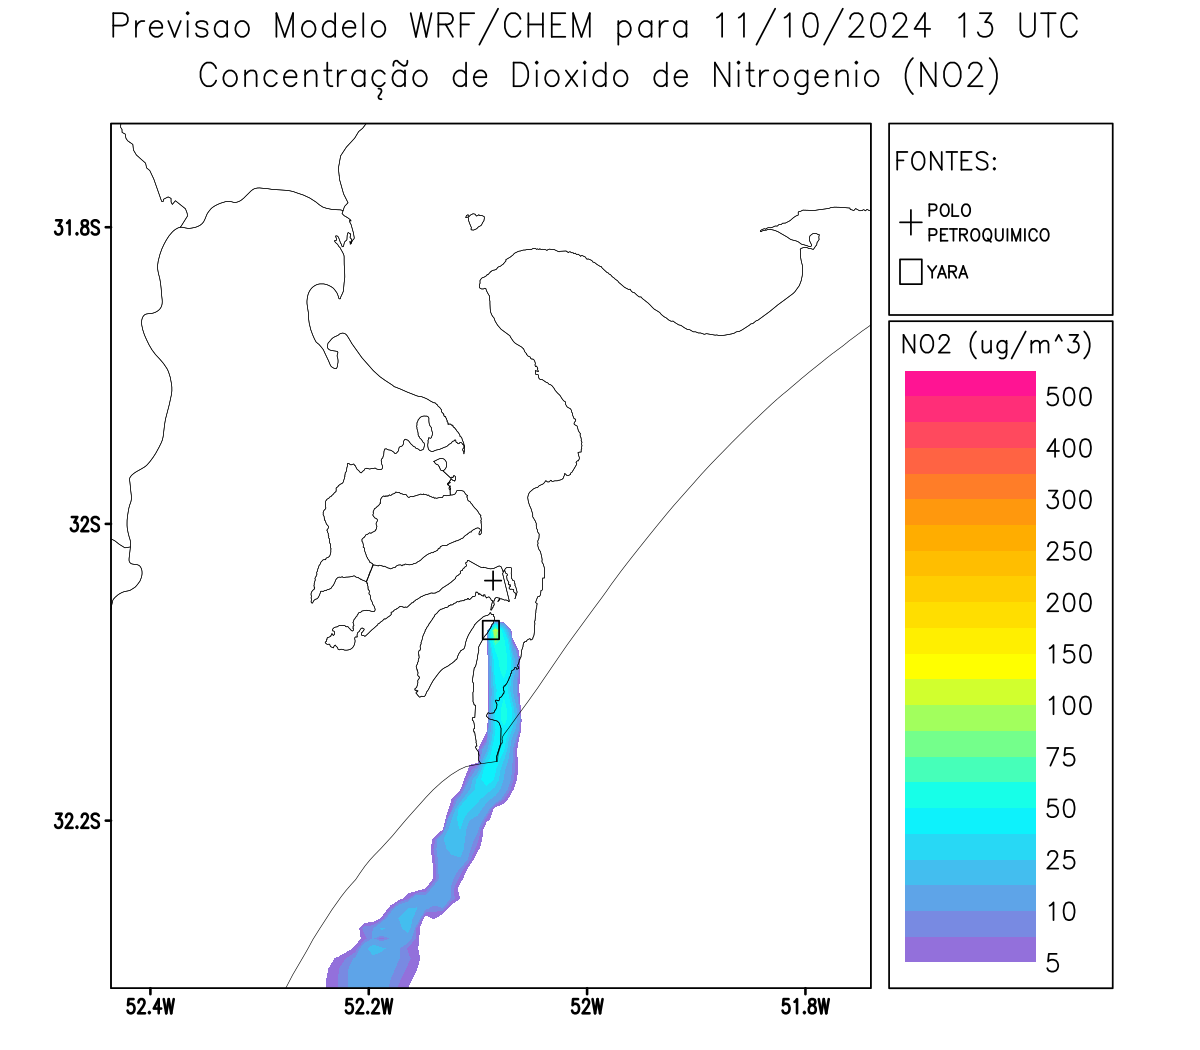 Previsao Modelo WRF/CHEM para 11/10/2024 13 UTC
Concentração de Dioxido de Nitrogenio (NO2)
FONTES:
POLO
PETROQUIMICO
YARA
NO2 (ug/m^3)
500
400
300
250
200
150
100
75
50
25
10
5
31.8S
32S
32.2S
52.4W
52.2W
52W
51.8W